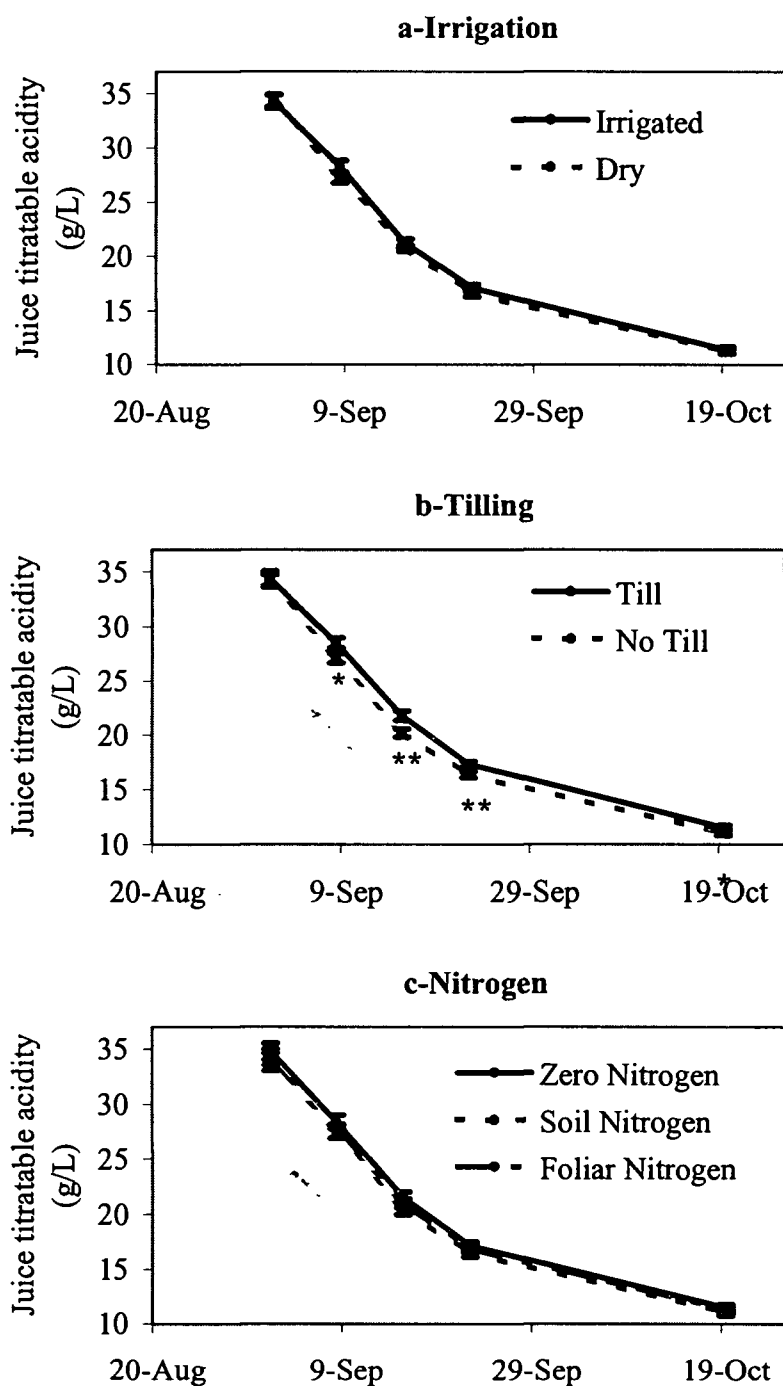 a-Irrigation
Juice titratable acidity
(g/L)
35
30
25
20
15
10
Irrigated
Dry
20-Aug
9-Sep
29-Sep
19-Oct
b-Tilling
Juice titratable acidity
(g/L)
35
30
25
20
15
10
Till
No Till
*
**
**
*
20-Aug
9-Sep
29-Sep
19-Oct
c-Nitrogen
Juice titratable acidity
(g/L)
35
30
25
20
15
10
Zero Nitrogen
Soil Nitrogen
Foliar Nitrogen
20-Aug
9-Sep
29-Sep
19-Oct